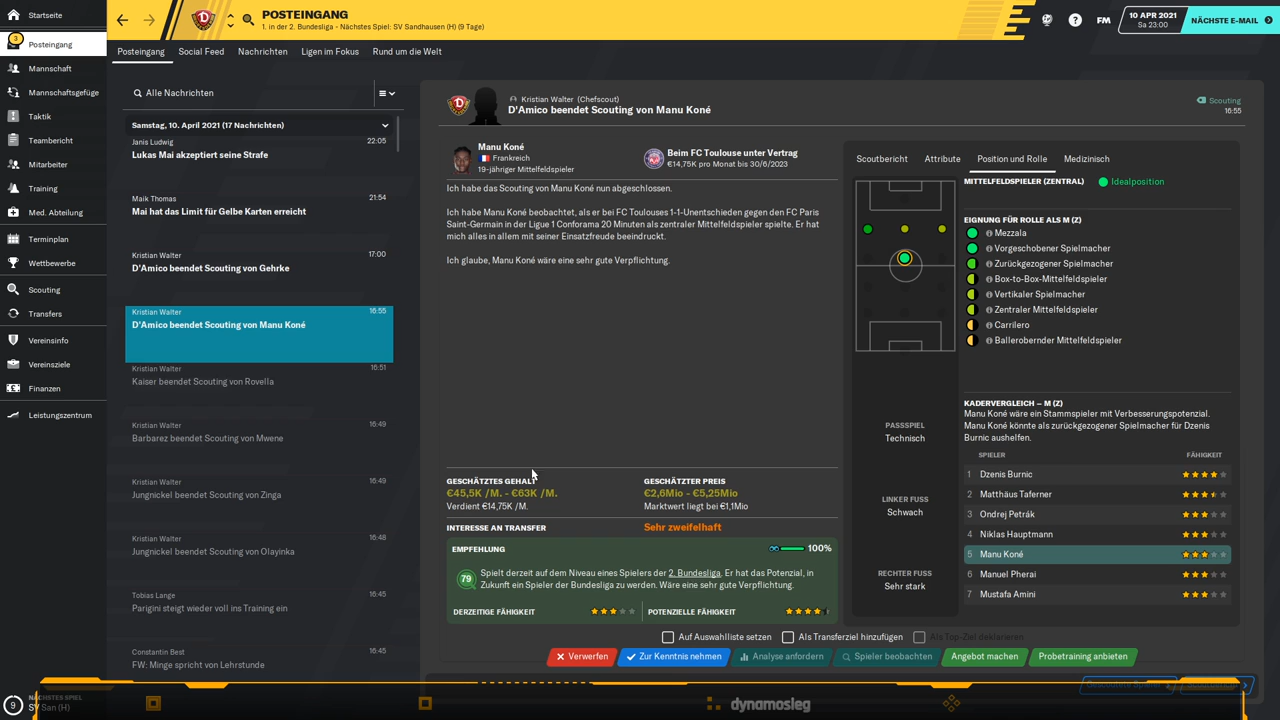 Startseite
3
Posteingang
Mannschaft
Mannschaftsgefüge
Taktik
Teambericht
Mitarbeiter
Training
Med. Abteilung
Terminplan
Wettbewerbe
Scouting
Transfers
Vereinsinfo
Vereinsziele
Finanzen
Leistungszentrum
9
NÄCHSTES SPIEL
SV San (H)
POSTEINGANG
1. in der 2. Bundesliga - Nächstes Spiel: SV Sandhausen (H) (9 Tage)
FM
10 APR 2021
Sa 23:00
NÄCHSTE E-MAIL
Posteingang
Social Feed
Nachrichten
Ligen im Fokus
Rund um die Welt
Alle Nachrichten
Samstag, 10. April 2021 (17 Nachrichten)
Janis Ludwig 22:05
Lukas Mai akzeptiert seine Strafe
Maik Thomas 21:54
Mai hat das Limit für Gelbe Karten erreicht
Kristian Walter 17:00
D'Amico beendet Scouting von Gehrke
Kristian Walter 16:55
D'Amico beendet Scouting von Manu Koné
Kristian Walter 16:51
Kaiser beendet Scouting von Rovella
Kristian Walter 16:49
Barbarez beendet Scouting von Mwene
Kristian Walter 16:49
Jungnickel beendet Scouting von Zinga
Kristian Walter 16:48
Jungnickel beendet Scouting von Olayinka
Tobias Lange 16:45
Parigini steigt wieder voll ins Training ein
Constantin Best 16:45
FW: Minge spricht von Lehrstunde
Kristian Walter (Chefscout)
D'Amico beendet Scouting von Manu Koné
Scouting
16:55
Manu Koné
Frankreich
19-jähriger Mittelfeldspieler
Beim FC Toulouse unter Vertrag
€14,75K pro Monat bis 30/6/2023
Ich habe das Scouting von Manu Koné nun abgeschlossen.
Ich habe Manu Koné beobachtet, als er bei FC Toulouses 1-1-Unentschieden gegen den FC Paris
Saint-Germain in der Ligue 1 Conforama 20 Minuten als zentraler Mittelfeldspieler spielte. Er hat
mich alles in allem mit seiner Einsatzfreude beeindruckt.
Ich glaube, Manu Koné wäre eine sehr gute Verpflichtung.
GESCHÄTZTES GEHALT
€45,5K /M. - €63K /M.
Verdient €14,75K /M.
GESCHÄTZTER PREIS
€2,6Mio - €5,25Mio
Marktwert liegt bei €1,1Mio
INTERESSE AN TRANSFER
Sehr zweifelhaft
EMPFEHLUNG
100%
79
Spielt derzeit auf dem Niveau eines Spielers der 2. Bundesliga. Er hat das Potenzial, in
Zukunft ein Spieler der Bundesliga zu werden. Wäre eine sehr gute Verpflichtung.
DERZEITIGE FÄHIGKEIT
POTENZIELLE FÄHIGKEIT
Scoutbericht
Attribute
Position und Rolle
Medizinisch
MITTELFELDSPIELER (ZENTRAL)
Idealposition
EIGNUNG FÜR ROLLE ALS M (Z)
Mezzala
Vorgeschobener Spielmacher
Zurückgezogener Spielmacher
Box-to-Box-Mittelfeldspieler
Vertikaler Spielmacher
Zentraler Mittelfeldspieler
Carrilero
Ballerobernder Mittelfeldspieler
PASSSPIEL
Technisch
LINKER FUSS
Schwach
RECHTER FUSS
Sehr stark
KADERVERGLEICH – M (Z)
Manu Koné wäre ein Stammspieler mit Verbesserungspotenzial.
Manu Koné könnte als zurückgezogener Spielmacher für Dzenis
Burnic aushelfen.
SPIELER FÄHIGKEIT
1 Dzenis Burnic
2 Matthäus Taferner
3 Ondrej Petrák
4 Niklas Hauptmann
5 Manu Koné
6 Manuel Pherai
7 Mustafa Amini
Auf Auswahlliste setzen
Als Transferziel hinzufügen
Als Top-Ziel deklarieren
Verwerfen
Zur Kenntnis nehmen
Analyse anfordern
Spieler beobachten
Angebot machen
Probetraining anbieten
Gescoutete Spieler
dynamosleg